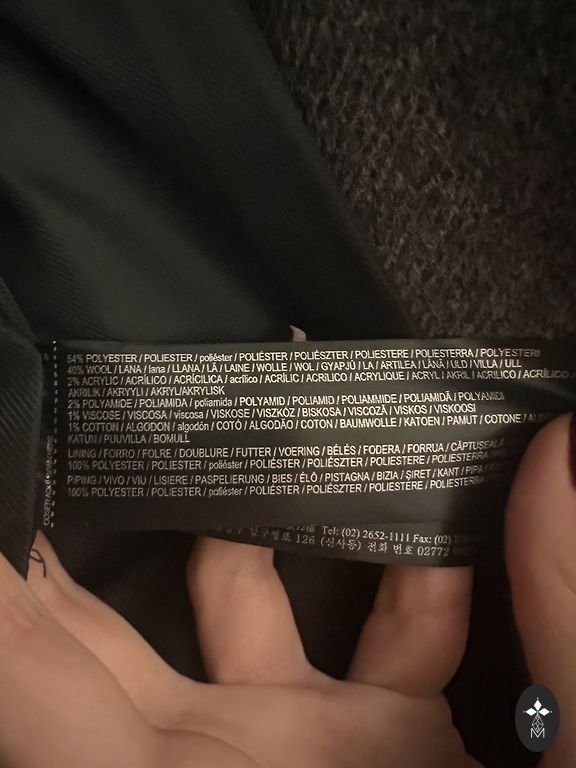 54% POLYESTER / POLIESTER / poliéster / POLIÉSTER / POLIÉSZTER / POLIESTERE / POLIESTERRA / POLYESTERI
40% WOOL / LANA / lana / LLANA / LÃ / LAINE / WOLLE / WOL / GYAPJÚ / LA / ARTILEA / LÂNĂ / ULD / VILLA / ULL
2% ACRYLIC / ACRÍLICO / ACRÍCILICA / acrílico / ACRÍLIC / ACRILICO / ACRYLIQUE / ACRYL / AKRIL / ACRILICO / ACRÍLICO /
AKRILIK / AKRYYLI / AKRYL/AKRYLISK
2% POLYAMIDE / POLIAMIDA / poliamida / POLYAMID / POLIAMID / POLIAMMIDE / POLIAMIDĂ / POLYAMIDI
1% VISCOSE / VISCOSA / viscosa / VISKOSE / VISZKÓZ / BISKOSA / VISCOZĂ / VISKOS / VISKOOSI
1% COTTON / ALGODON / algodón / COTÓ / ALGODÃO / COTON / BAUMWOLLE / KATOEN / PAMUT / COTONE /
KATUN / PUUVILLA / BOMULL
LINING / FORRO / FOLRE / DOUBLURE / FUTTER / VOERING / BÉLÉS / FODERA / FORRUA / CĂPTUSEALĂ
100% POLYESTER / POLIESTER / poliéster / POLIÉSTER / POLIÉSZTER / POLIESTERE / POLIESTERRA
PIPING / VIVO / VIU / LISIERE / PASPELIERUNG / BIES / ÉLŐ / PISTAGNA / BIZIA / ȘIRET / KANT / PIPA /
100% POLYESTER / POLIESTER / poliéster / POLIÉSTER / POLIÉSZTER / POLIESTERE / POLIESTERRA
Tel: (02) 2652-1111 Fax: (02)
126 (신사동) 전화 번호 02772
M